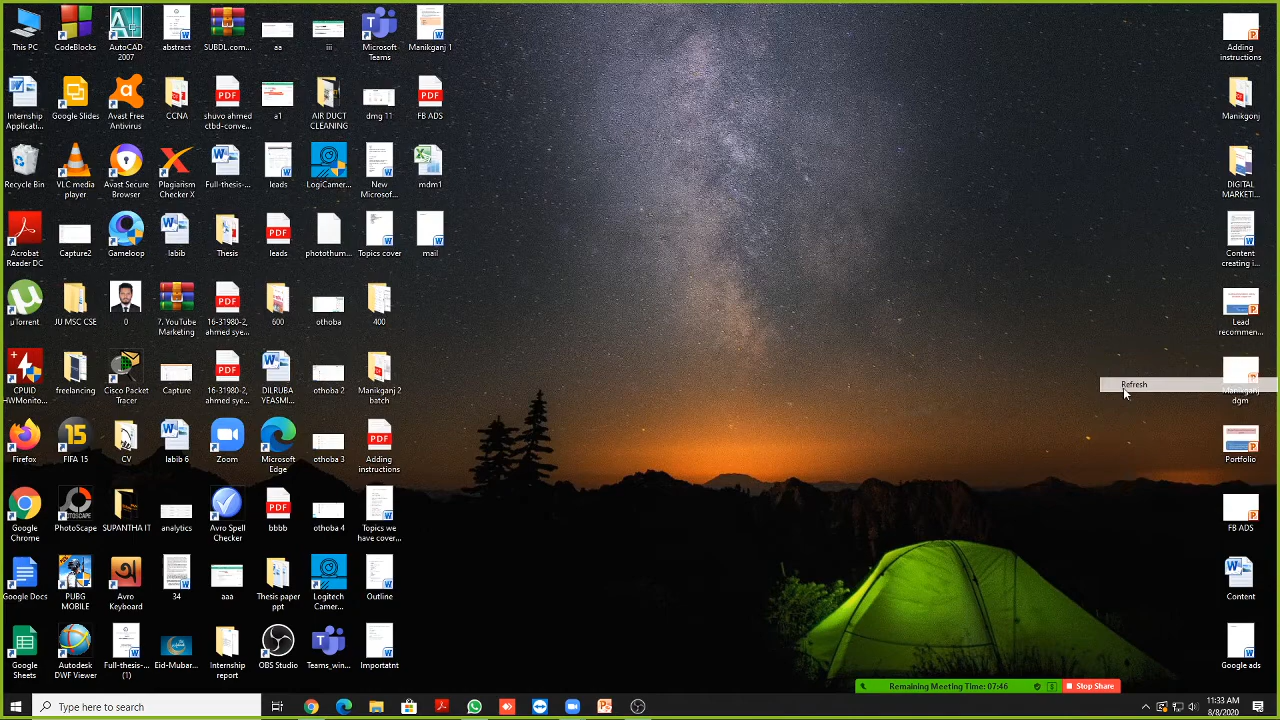 This PC
CodeBlocks
AutoCAD
2007
abstract
SUBDL.com...
aa
iii
Microsoft
Teams
Manikganj 1
Adding
instructions
Internship
Applicati...
Google Slides
Avast Free
Antivirus
CCNA
shuvo ahmed
ctbd-conve...
a1
AIR DUCT
CLEANING
dmg 11
FB ADS
Manikgonj
Recycle Bin
VLC media
player
Avast Secure
Browser
Plagiarism
Checker X
Full-thesis-...
leads
LogiCamer...
New
Microsof...
mdm1
DIGITAL
MARKETI...
Acrobat
Reader DC
Capture2
Gameloop
labib
Thesis
leads
photothum...
Topics cover
mail
Content
creating i...
µTorrent
JU MSC CSE
0
7. YouTube
Marketing
16-31980-2,
ahmed sye...
600
othoba
400
Lead
recommen...
CPUID
HWMonito...
freelancing
Cisco Packet
Tracer
Capture
16-31980-2,
ahmed sye...
DILRUBA
YEASMI...
othoba 2
Manikganj 2
batch
Refresh
Manikganj
dgm
Firefox
FIFA 15
CV
labib 6
Zoom
Microsoft
Edge
othoba 3
Adding
instructions
Portfolio
Google
Chrome
PhotoScape
SUPANTHA IT
analytics
Avro Spell
Checker
bbbb
othoba 4
Topics we
have cover...
FB ADS
Google Docs
PUBG
MOBILE
Avro
Keyboard
34
aaa
Thesis paper
ppt
Logitech
Camer...
Outline
Content
Google
Sheets
Autodesk
DWF Viewer
Full-thesis-...
(1)
Eid-Mubar...
Internship
report
OBS Studio
Teams_win...
Importatnt
Google ads
Remaining Meeting Time: 07:46
Stop Share
Type here to search
11:33 AM
8/8/2020